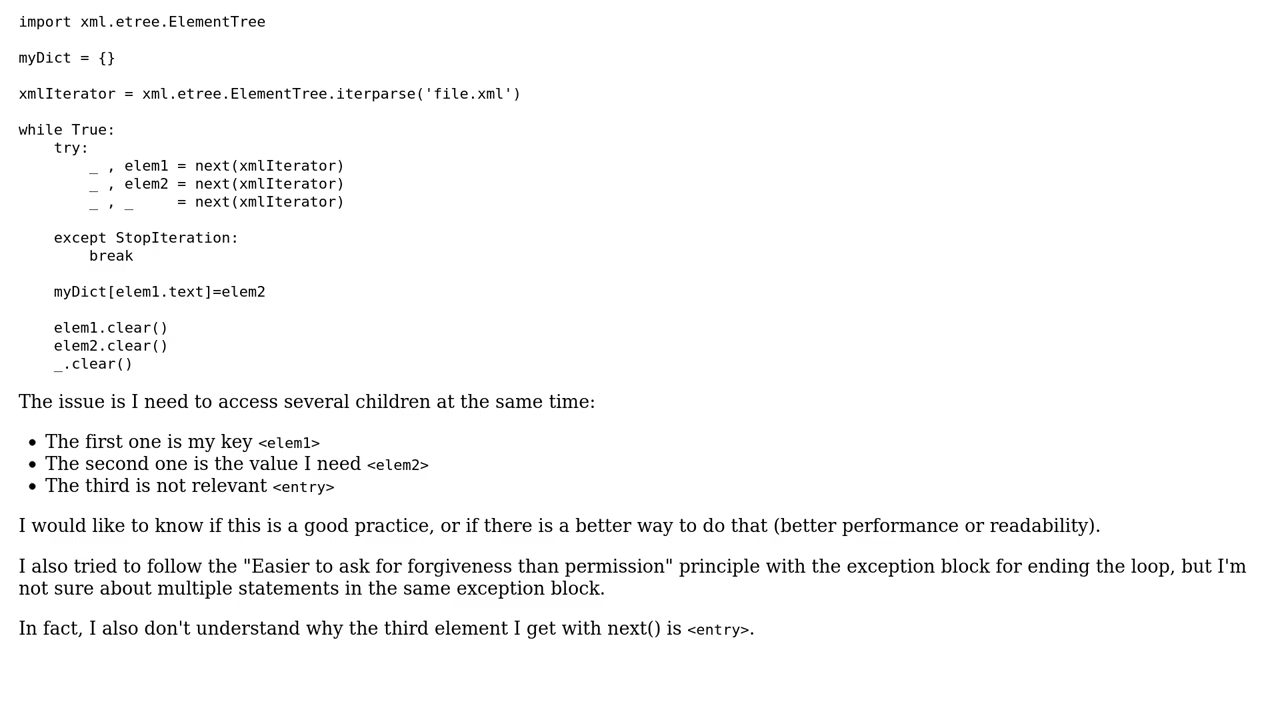 import xml.etree.ElementTree
myDict = {}
xmlIterator = xml.etree.ElementTree.iterparse('file.xml')
while True:
    try:
        _ , elem1 = next(xmlIterator)
        _ , elem2 = next(xmlIterator)
        _ , _     = next(xmlIterator)
    except StopIteration:
        break
    myDict[elem1.text]=elem2
    elem1.clear()
    elem2.clear()
    _.clear()
The issue is I need to access several children at the same time:
• The first one is my key <elem1>
• The second one is the value I need <elem2>
• The third is not relevant <entry>
I would like to know if this is a good practice, or if there is a better way to do that (better performance or readability).
I also tried to follow the "Easier to ask for forgiveness than permission" principle with the exception block for ending the loop, but I'm
not sure about multiple statements in the same exception block.
In fact, I also don't understand why the third element I get with next() is <entry>.